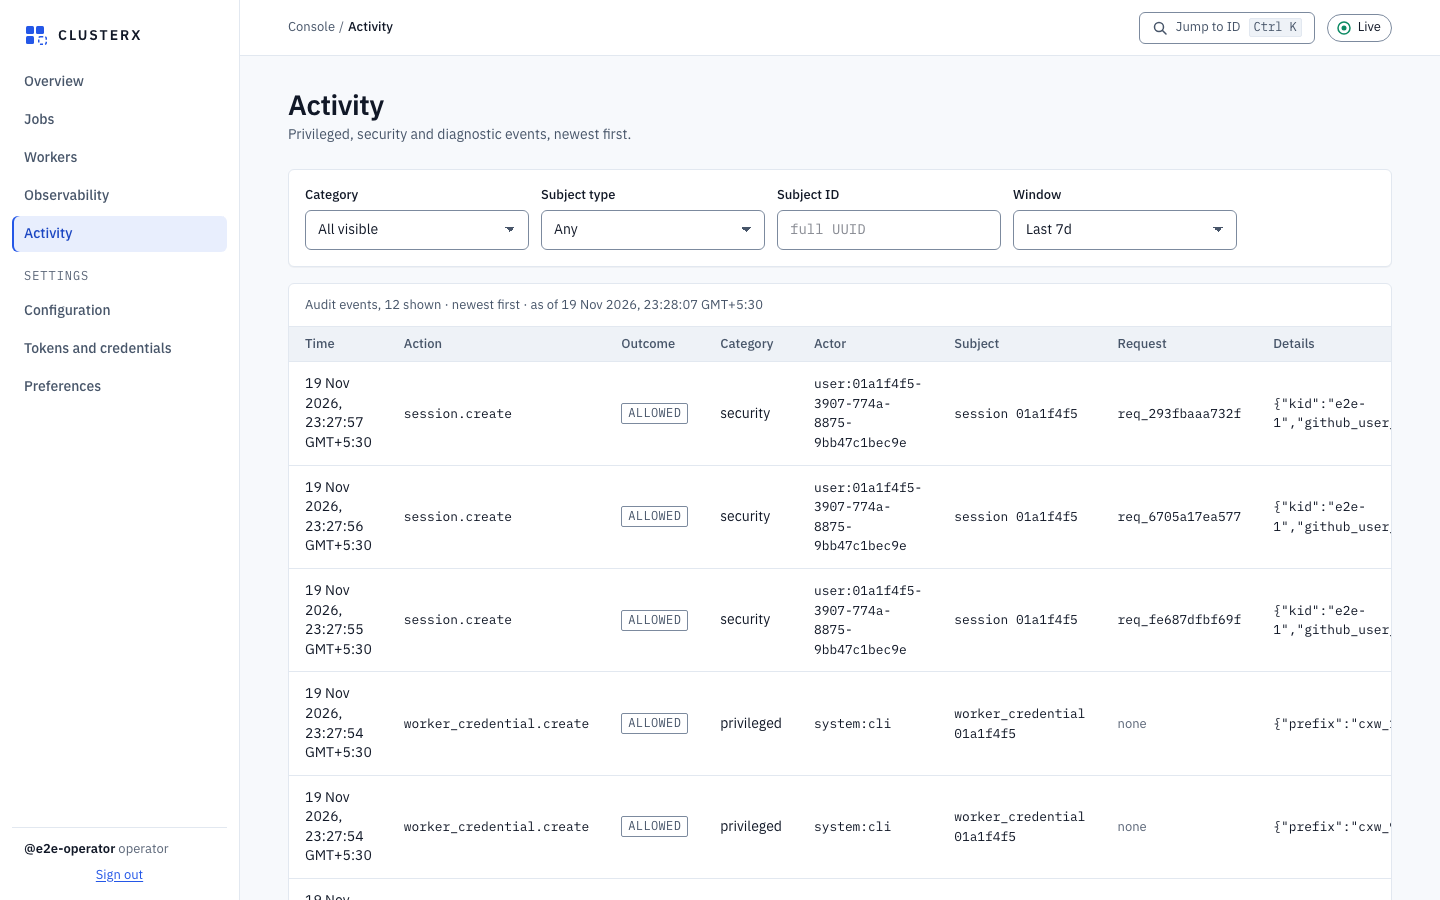 CLUSTERX
Console / Activity
Jump to ID Ctrl K
Live
Overview
Jobs
Workers
Observability
Activity
SETTINGS
Configuration
Tokens and credentials
Preferences
@e2e-operator operator
Sign out
Activity
Privileged, security and diagnostic events, newest first.
Category Subject type Subject ID Window
All visible Any full UUID Last 7d
Audit events, 12 shown · newest first · as of 19 Nov 2026, 23:28:07 GMT+5:30
Time Action Outcome Category Actor Subject Request Details
19 Nov
2026,
23:27:57
GMT+5:30
session.create
ALLOWED
security
user:01a1f4f5-
3907-774a-
8875-
9bb47c1bec9e
session 01a1f4f5
req_293fbaaa732f
{"kid":"e2e-
1","github_user_
19 Nov
2026,
23:27:56
GMT+5:30
session.create
ALLOWED
security
user:01a1f4f5-
3907-774a-
8875-
9bb47c1bec9e
session 01a1f4f5
req_6705a17ea577
{"kid":"e2e-
1","github_user_
19 Nov
2026,
23:27:55
GMT+5:30
session.create
ALLOWED
security
user:01a1f4f5-
3907-774a-
8875-
9bb47c1bec9e
session 01a1f4f5
req_fe687dfbf69f
{"kid":"e2e-
1","github_user_
19 Nov
2026,
23:27:54
GMT+5:30
worker_credential.create
ALLOWED
privileged
system:cli
worker_credential
01a1f4f5
none
{"prefix":"cxw_
19 Nov
2026,
23:27:54
GMT+5:30
worker_credential.create
ALLOWED
privileged
system:cli
worker_credential
01a1f4f5
none
{"prefix":"cxw_
19 Nov